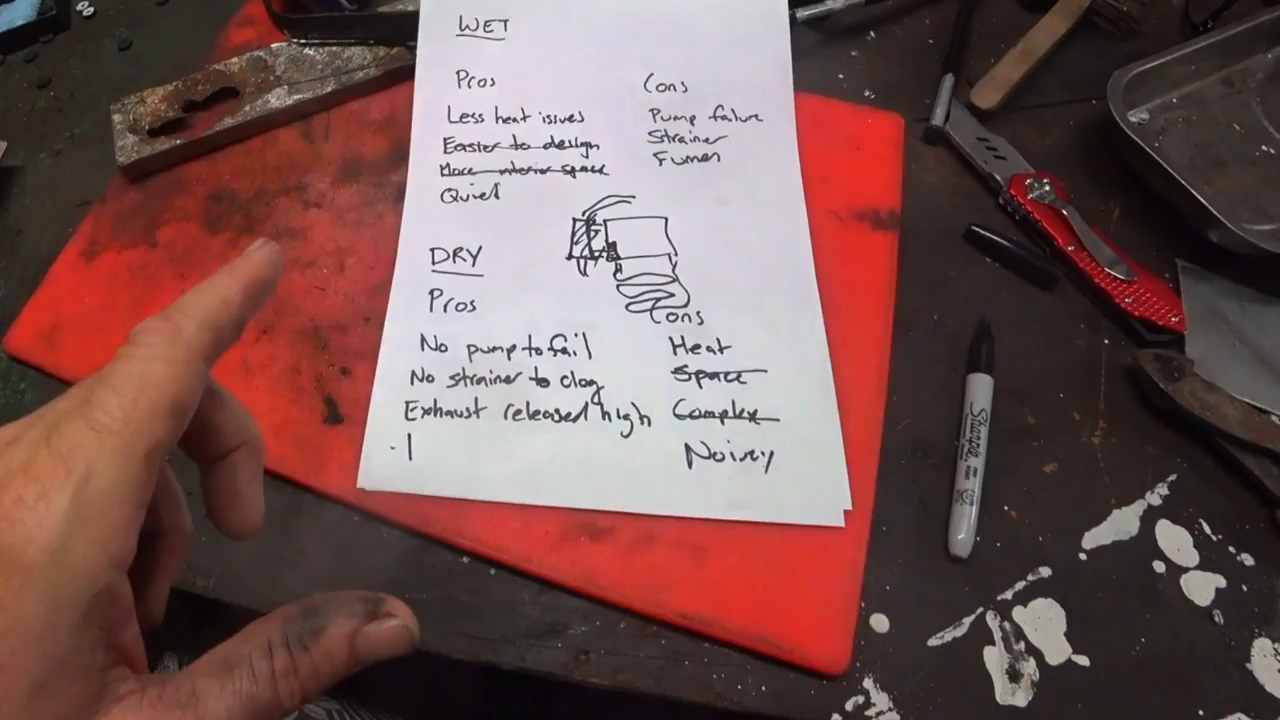 WET
Pros
Cons
Less heat issues
Pump failure
Easier to design
Strainer
More interior space
Fumes
Quiet
DRY
Pros
Cons
No pump to fail
Heat
No strainer to clog
Space
Exhaust released high
Complex
Noisey
Sharpie